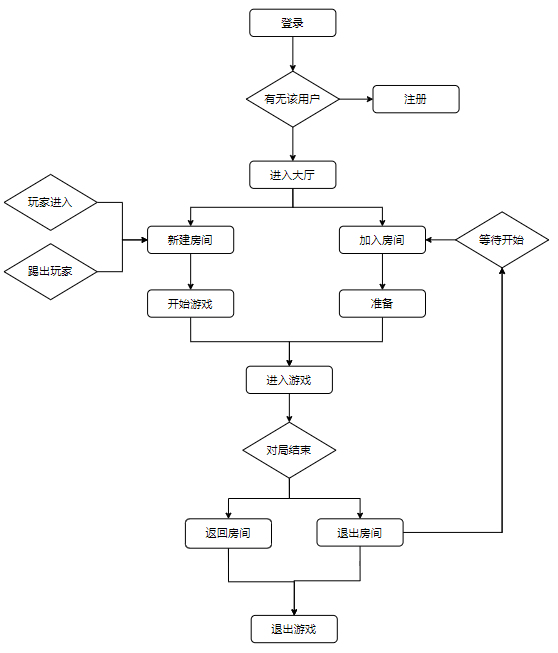 登录
有无该用户
注册
进入大厅
玩家进入
新建房间
加入房间
等待开始
踢出玩家
开始游戏
准备
进入游戏
对局结束
返回房间
退出房间
退出游戏